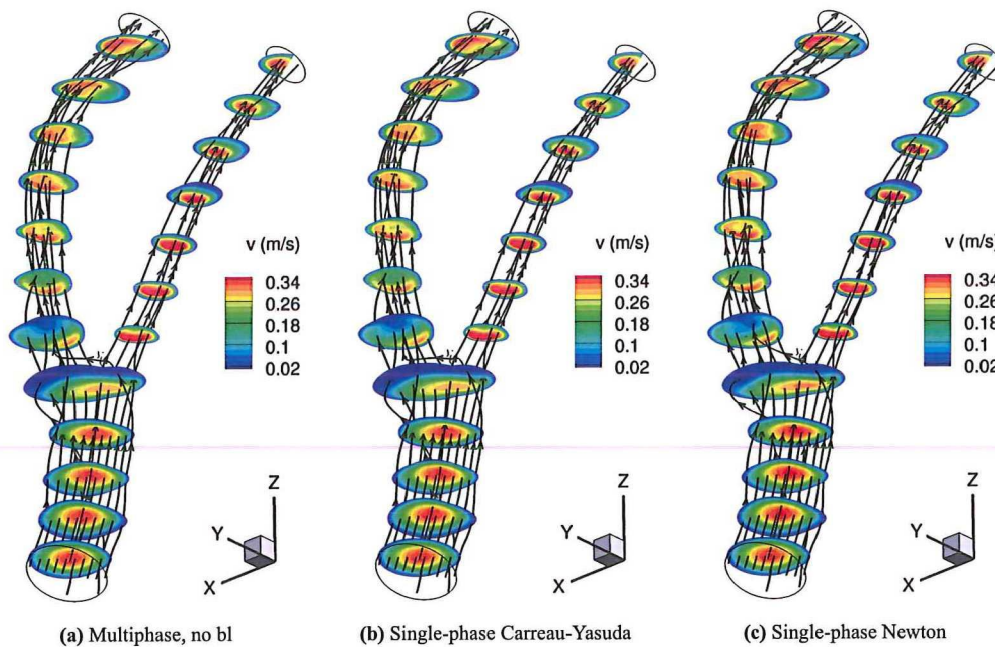 v (m/s)
0.34
0.26
0.18
0.1
0.02
Z
Y
X
(a) Multiphase, no bl
v (m/s)
0.34
0.26
0.18
0.1
0.02
Z
Y
X
(b) Single-phase Carreau-Yasuda
v (m/s)
0.34
0.26
0.18
0.1
0.02
Z
Y
X
(c) Single-phase Newton